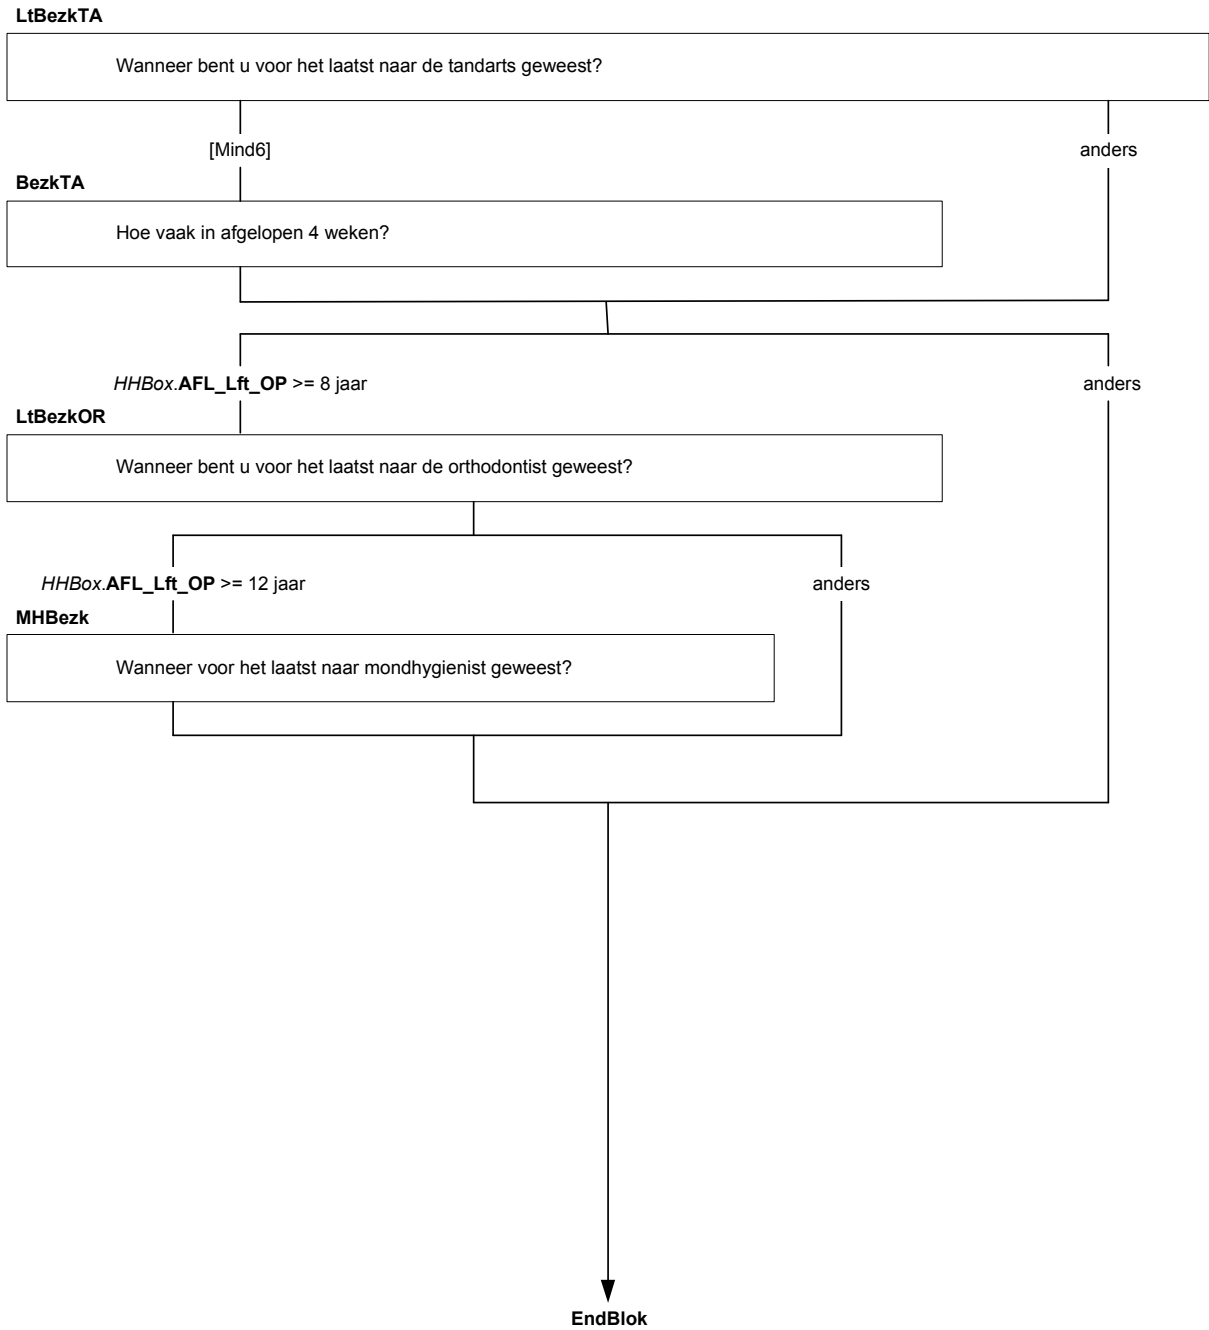 LtBezkTA
Wanneer bent u voor het laatst naar de tandarts geweest?
[Mind6]
anders
BezkTA
Hoe vaak in afgelopen 4 weken?
HHBox.AFL_Lft_OP >= 8 jaar
anders
LtBezkOR
Wanneer bent u voor het laatst naar de orthodontist geweest?
HHBox.AFL_Lft_OP >= 12 jaar
anders
MHBezk
Wanneer voor het laatst naar mondhygienist geweest?
EndBlok